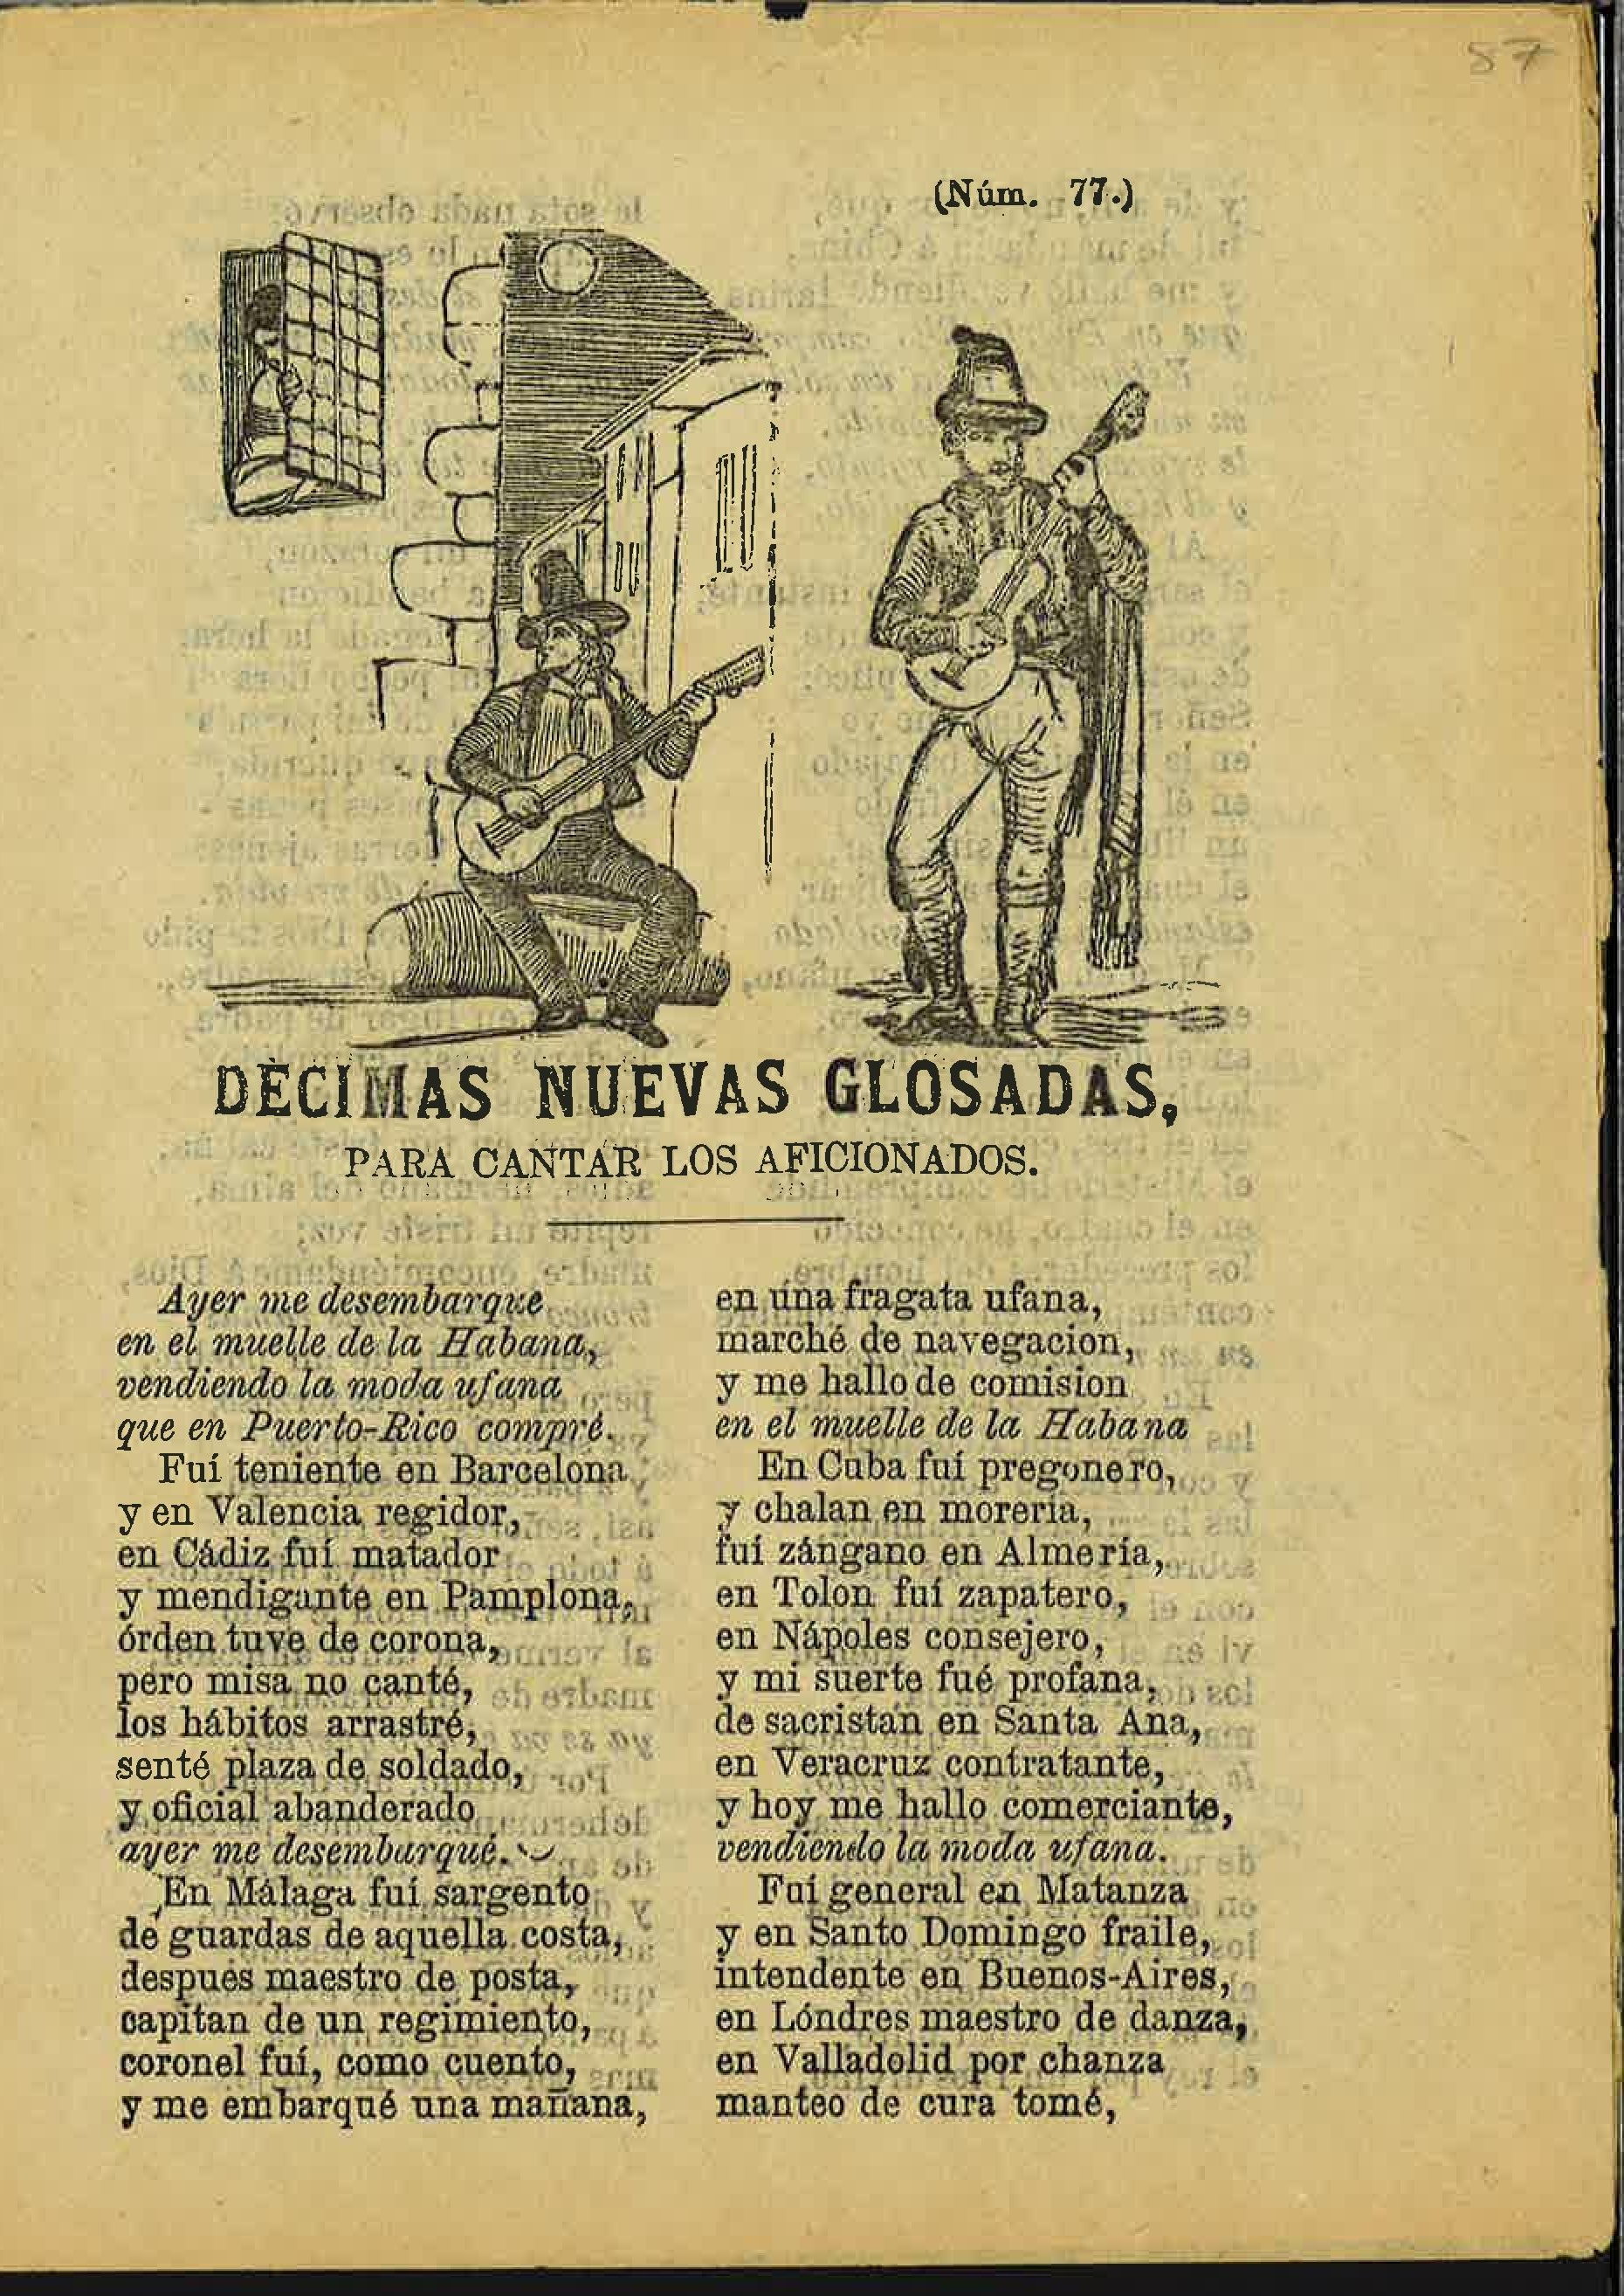 57
(Núm. 77.)
DÉCIMAS NUEVAS GLOSADAS,
PARA CANTAR LOS AFICIONADOS.
Ayer me desembarque
en el muelle de la Habana,
vendiendo la moda ufana
que en Puerto-Rico compré.
Fuí teniente en Barcelona
y en Valencia regidor,
en Cádiz fuí matador
y mendigante en Pamplona,
órden tuve de corona,
pero misa no canté,
los hábitos arrastré,
senté plaza de soldado,
y oficial abanderado
ayer me desembarqué.
En Málaga fuí sargento
de guardas de aquella costa,
después maestro de posta,
capitan de un regimiento,
coronel fuí, como cuento,
y me embarqué una mañana,
en una fragata ufana,
marché de navegacion,
y me hallo de comision
en el muelle de la Habana
En Cuba fuí pregonero,
y chalan en morería,
fuí zángano en Almería,
en Tolon fuí zapatero,
en Nápoles consejero,
y mi suerte fué profana,
de sacristan en Santa Ana,
en Veracruz contratante,
y hoy me hallo comerciante,
vendiendo la moda ufana.
Fuí general en Matanza
y en Santo Domingo fraile,
intendente en Buenos-Aires,
en Lóndres maestro de danza,
en Valladolid por chanza
manteo de cura tomé,